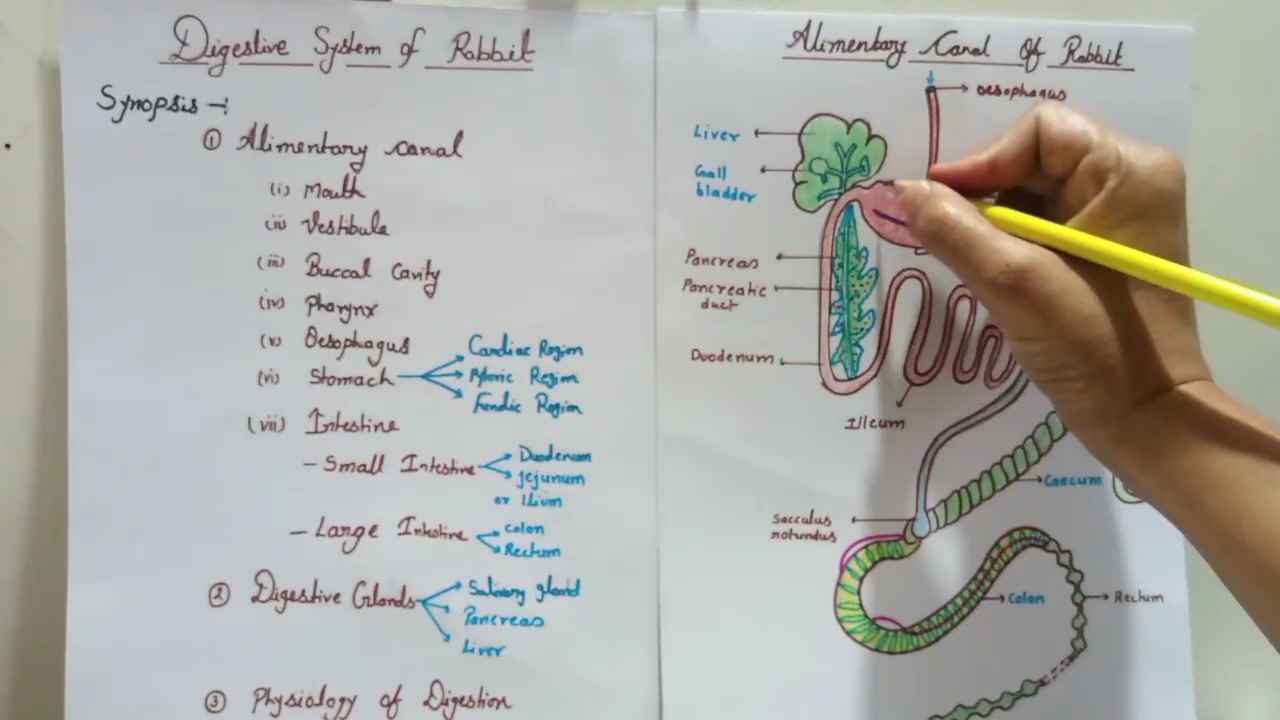 Digestive System of Rabbit
Synopsis -:
① Alimentary canal
(i) Mouth
(ii) Vestibule
(iii) Buccal Cavity
(iv) Pharynx
(v) Oesophagus
(vi) Stomach
Cardiac Region
Pyloric Region
Fundic Region
(vii) Intestine
- Small Intestine
Duodenum
jejunum
or Ilium
- Large Intestine
Colon
Rectum
② Digestive Glands
Salivary gland
Pancreas
Liver
③ Physiology of Digestion
Alimentary Canal Of Rabbit
oesophagus
Liver
Gall
bladder
Pancreas
Pancreatic
duct
Duodenum
Illeum
Caecum
Sacculus
rotundus
Colon
Rectum